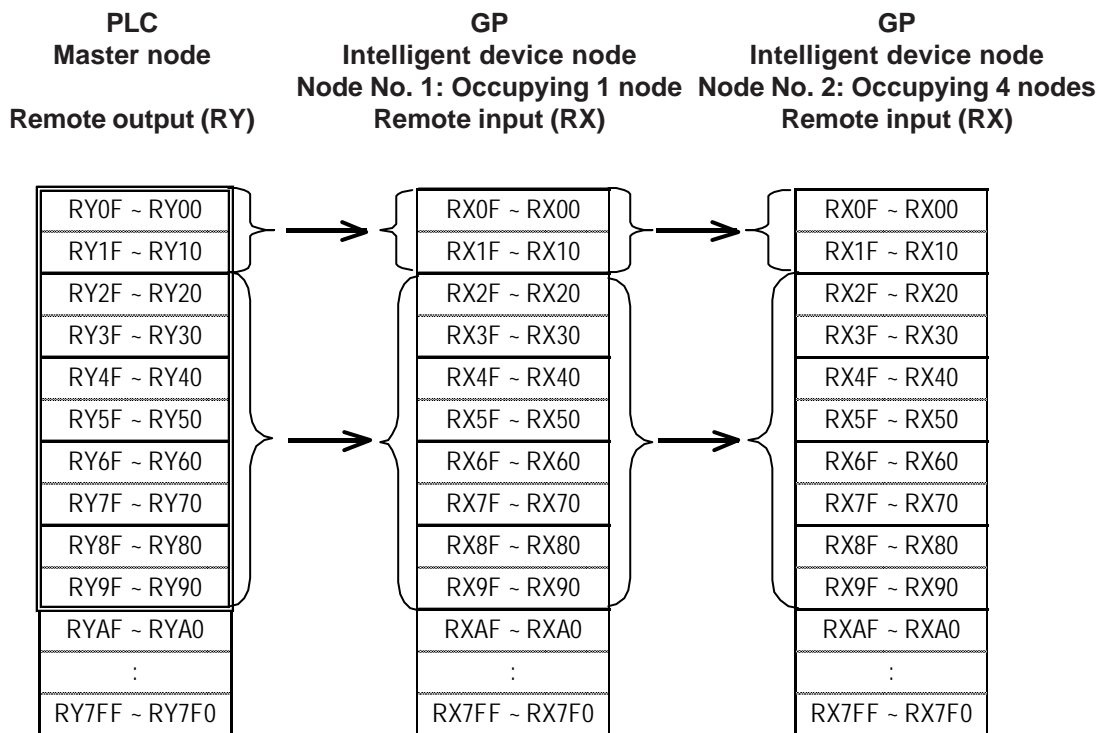 PLC
Master node
Remote output (RY)
GP
Intelligent device node
Node No. 1: Occupying 1 node
Remote input (RX)
GP
Intelligent device node
Node No. 2: Occupying 4 nodes
Remote input (RX)
RY0F ~ RY00
RY1F ~ RY10
RY2F ~ RY20
RY3F ~ RY30
RY4F ~ RY40
RY5F ~ RY50
RY6F ~ RY60
RY7F ~ RY70
RY8F ~ RY80
RY9F ~ RY90
RYAF ~ RYA0
:
RY7FF ~ RY7F0
RX0F ~ RX00
RX1F ~ RX10
RX2F ~ RX20
RX3F ~ RX30
RX4F ~ RX40
RX5F ~ RX50
RX6F ~ RX60
RX7F ~ RX70
RX8F ~ RX80
RX9F ~ RX90
RXAF ~ RXA0
:
RX7FF ~ RX7F0
RX0F ~ RX00
RX1F ~ RX10
RX2F ~ RX20
RX3F ~ RX30
RX4F ~ RX40
RX5F ~ RX50
RX6F ~ RX60
RX7F ~ RX70
RX8F ~ RX80
RX9F ~ RX90
RXAF ~ RXA0
:
RX7FF ~ RX7F0